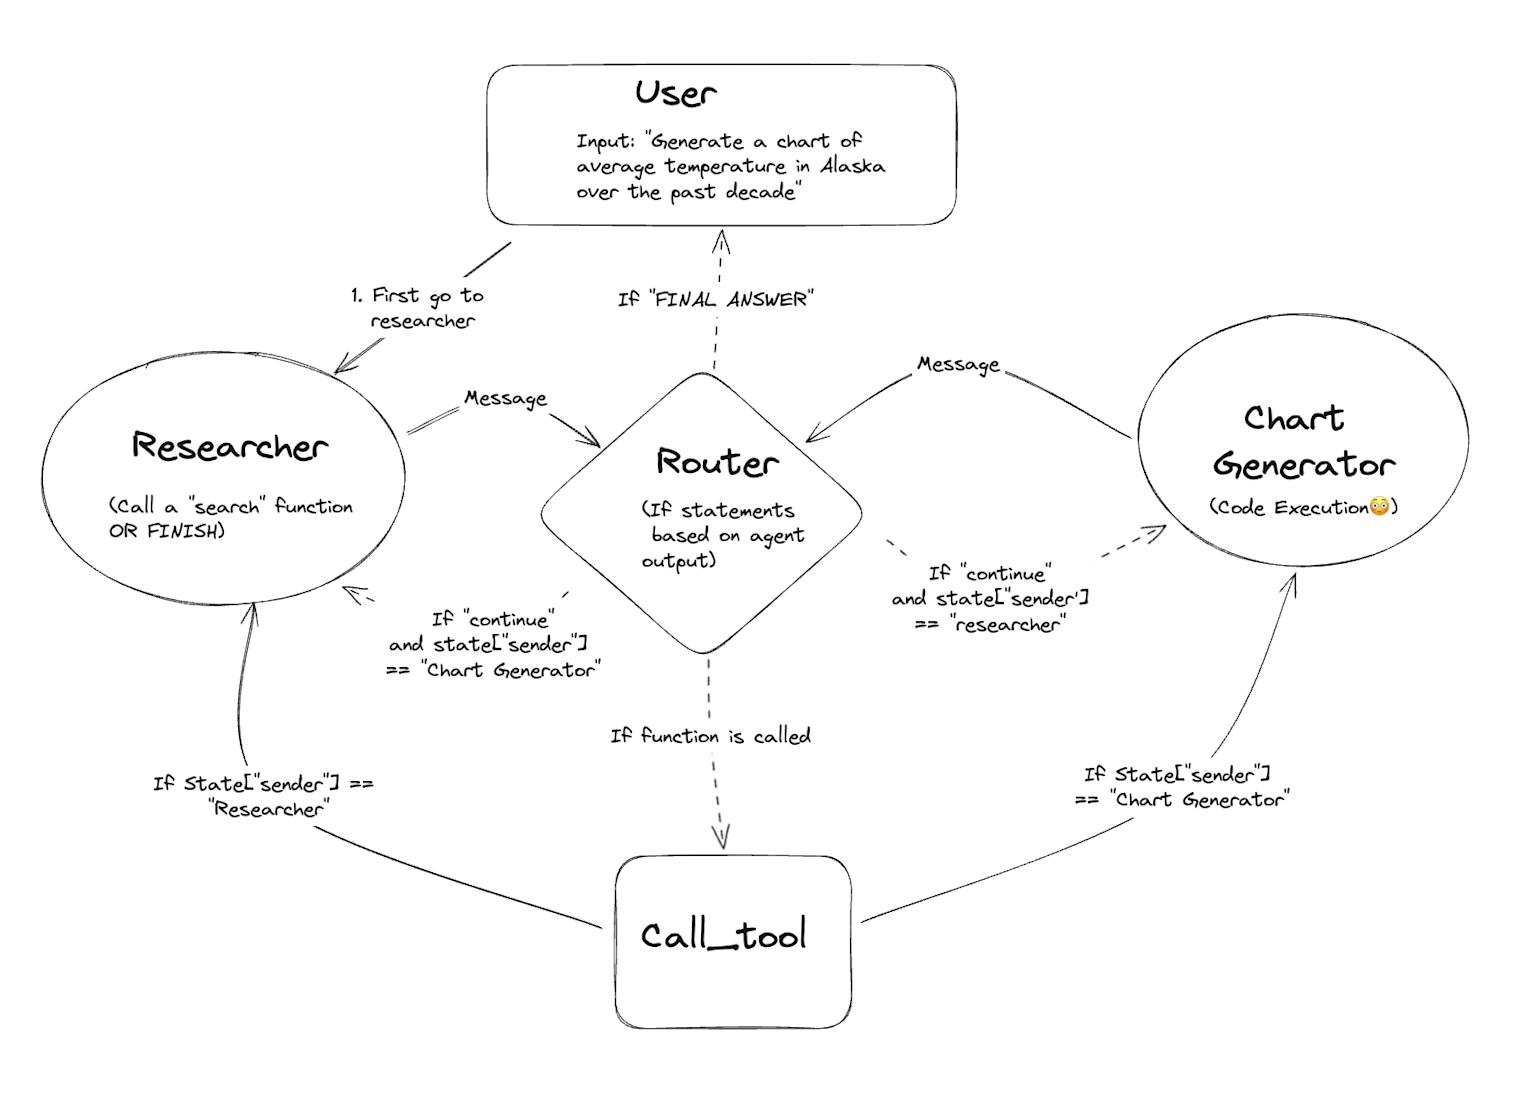 User
Input: "Generate a chart of
average temperature in Alaska
over the past decade"
1. First go to
researcher
If "FINAL ANSWER"
Message
Message
Researcher
(Call a "search" function
OR FINISH)
Router
(If statements
based on agent
output)
Chart
Generator
(Code Execution😳)
If "continue"
and state["sender"]
== "Chart Generator"
If "continue"
and state["sender']
== "researcher"
If function is called
If State["sender"] ==
"Researcher"
If State["sender"]
== "Chart Generator"
Call_tool